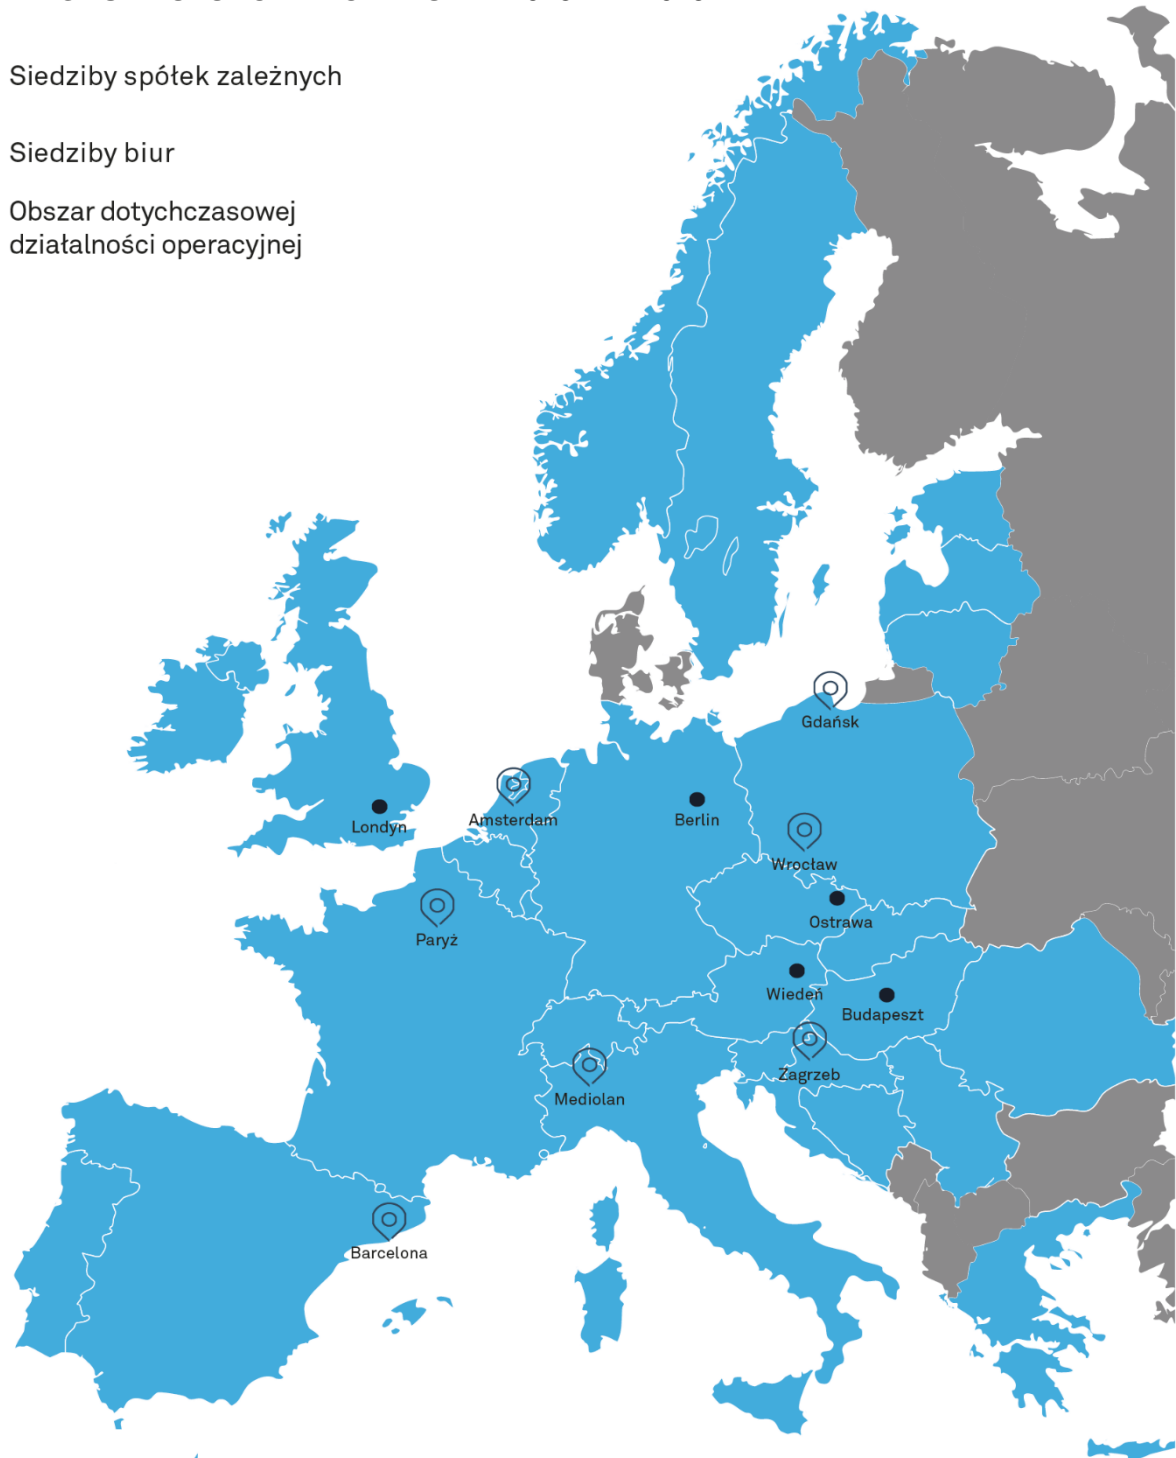 Siedziby spółek zależnych
Siedziby biur
Obszar dotychczasowej
działalności operacyjnej
Gdańsk
Amsterdam
Berlin
Londyn
Wrocław
Ostrawa
Paryż
Wiedeń
Budapeszt
Zagrzeb
Mediolan
Barcelona